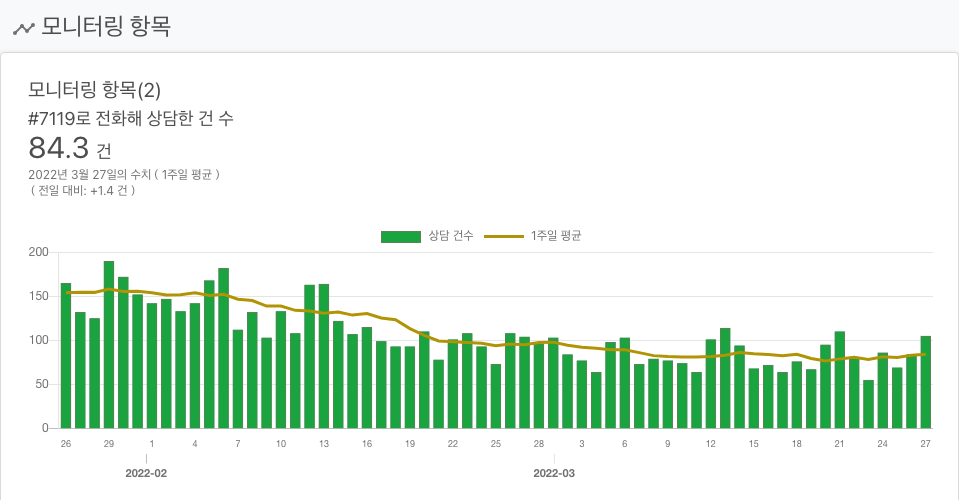 모니터링 항목
모니터링 항목(2)
#7119로 전화해 상담한 건 수
84.3 건
2022년 3월 27일의 수치 ( 1주일 평균 )
( 전일 대비: +1.4 건 )
상담 건수 1주일 평균
200
150
100
50
0
26 29 1 4 7 10 13 16 19 22 25 28 3 6 9 12 15 18 21 24 27
2022-02 2022-03